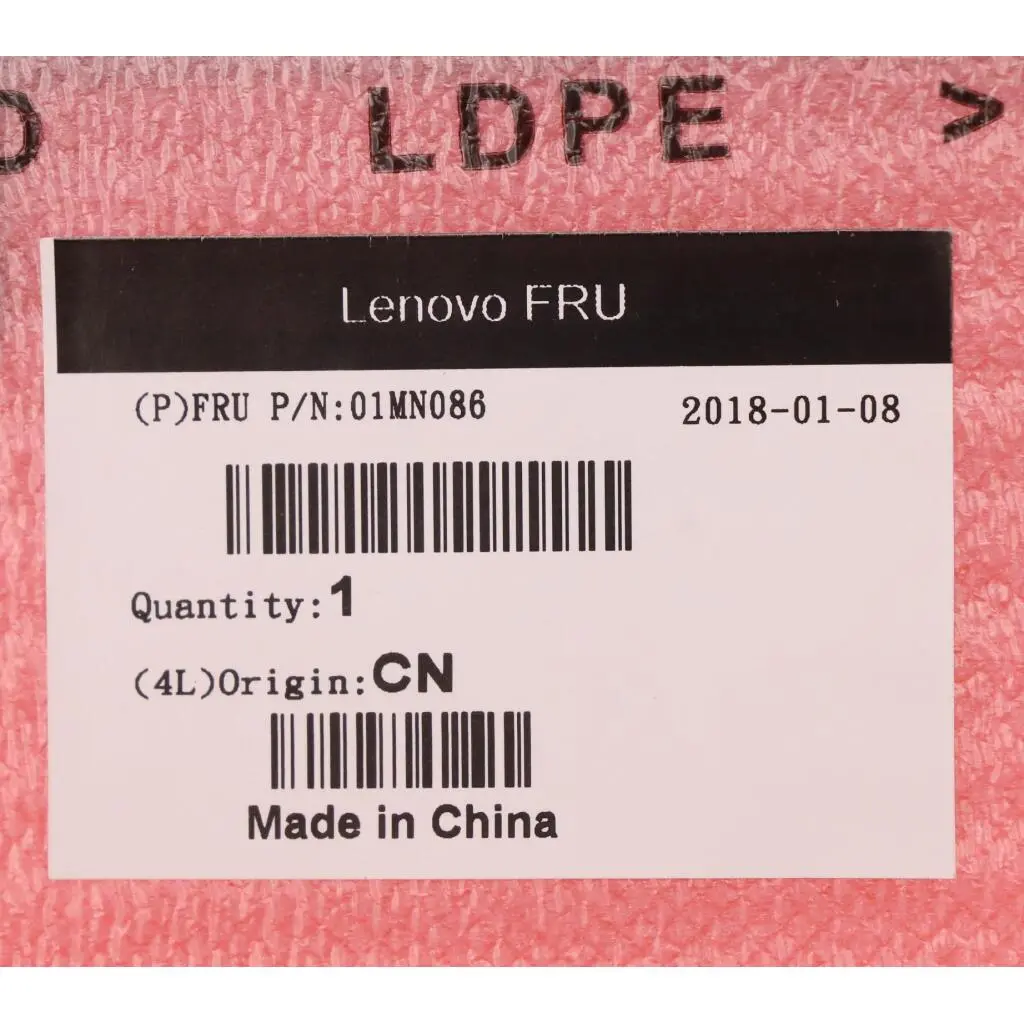 LDPE >
Lenovo FRU
(P)FRU P/N:01MN086 2018-01-08
Quantity:1
(4L)Origin:CN
Made in China